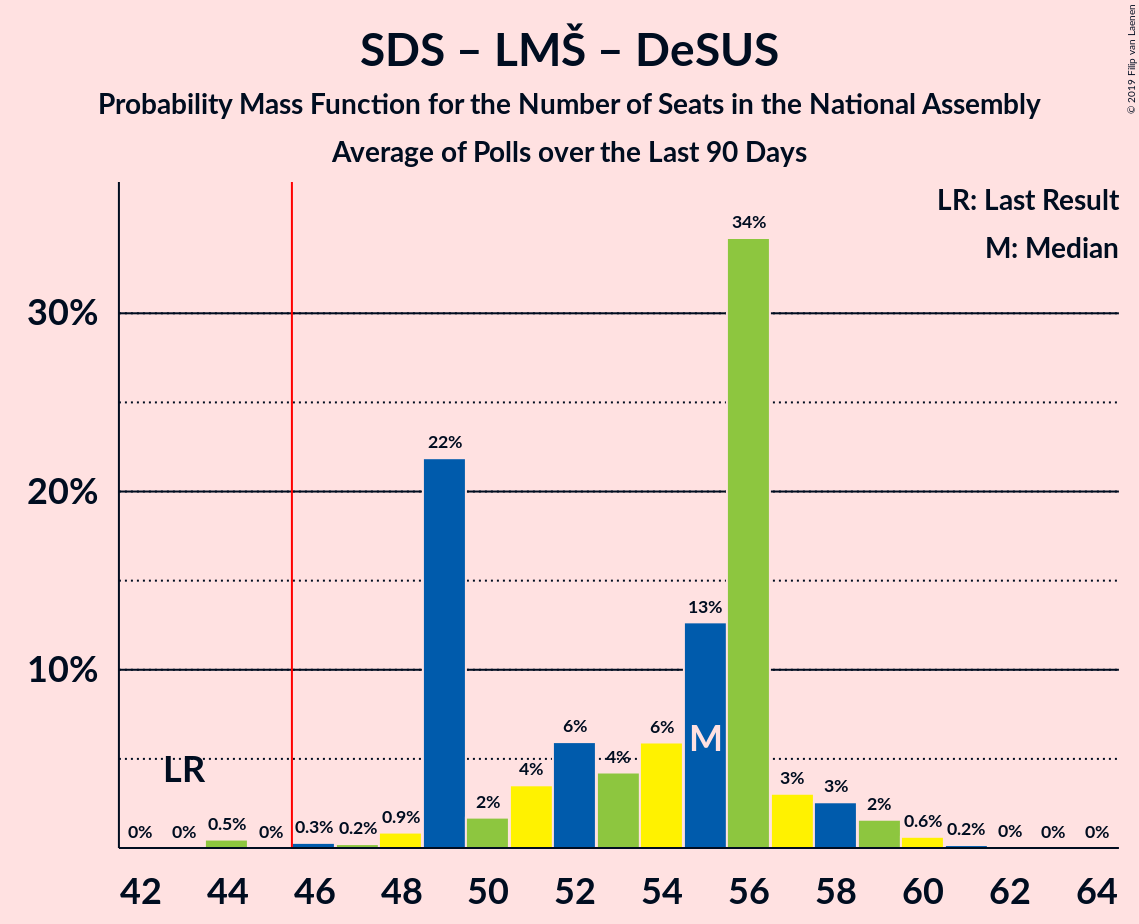 SDS – LMŠ – DeSUS
Probability Mass Function for the Number of Seats in the National Assembly
Average of Polls over the Last 90 Days
© 2019 Filip van Laenen
LR: Last Result
M: Median
30%
20%
10%
LR
M
0%
0%
0.5%
0%
0.3%
0.2%
0.9%
22%
2%
4%
6%
4%
6%
13%
34%
3%
3%
2%
0.6%
0.2%
0%
0%
0%
42 44 46 48 50 52 54 56 58 60 62 64